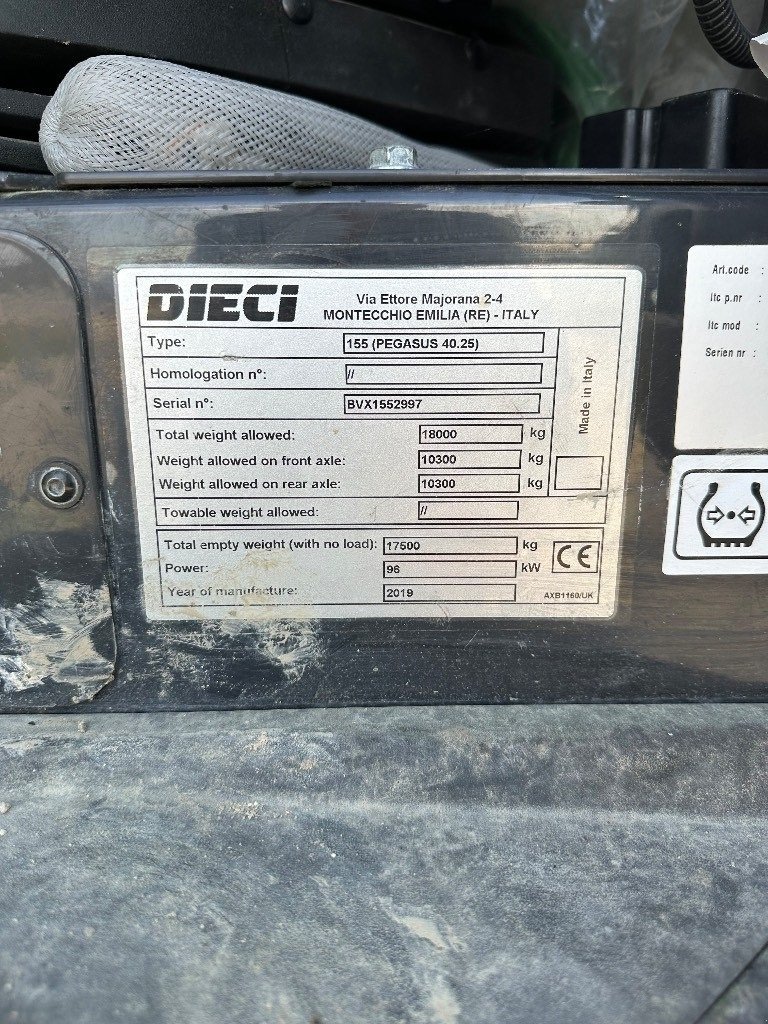 DIECI
Via Ettore Majorana 2-4
MONTECCHIO EMILIA (RE) - ITALY
Type: 155 (PEGASUS 40.25)
Homologation n°: //
Serial n°: BVX1552997
Made in Italy
Total weight allowed: 18000 kg
Weight allowed on front axle: 10300 kg
Weight allowed on rear axle: 10300 kg
Towable weight allowed: //
Total empty weight (with no load): 17500 kg
Power: 96 kW
CE
Year of manufacture: 2019
AXB1160/UK
Art.code :
Itc p.nr :
Itc mod :
Serien nr :